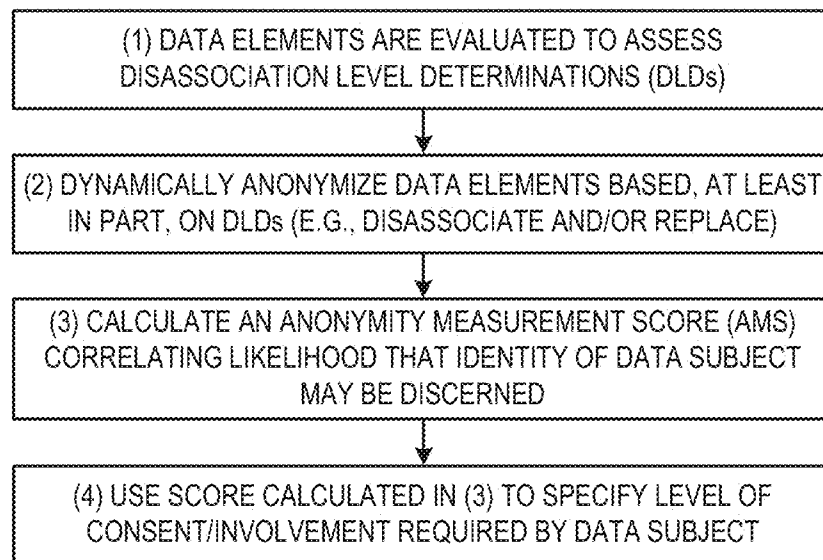 (1) DATA ELEMENTS ARE EVALUATED TO ASSESS
DISASSOCIATION LEVEL DETERMINATIONS (DLDs)
(2) DYNAMICALLY ANONYMIZE DATA ELEMENTS BASED, AT LEAST
IN PART, ON DLDs (E.G., DISASSOCIATE AND/OR REPLACE)
(3) CALCULATE AN ANONYMITY MEASUREMENT SCORE (AMS)
CORRELATING LIKELIHOOD THAT IDENTITY OF DATA SUBJECT
MAY BE DISCERNED
(4) USE SCORE CALCULATED IN (3) TO SPECIFY LEVEL OF
CONSENT/INVOLVEMENT REQUIRED BY DATA SUBJECT